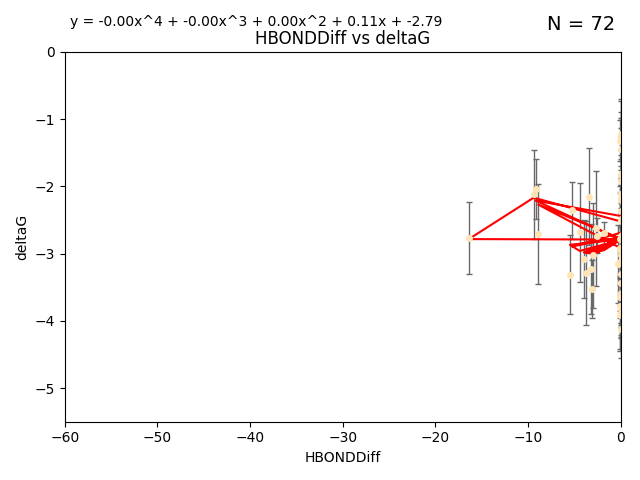 y = -0.00x^4 + -0.00x^3 + 0.00x^2 + 0.11x + -2.79
N = 72
HBONDDiff vs deltaG
0
−1
−2
−3
−4
−5
deltaG
−60
−50
−40
−30
−20
−10
0
HBONDDiff